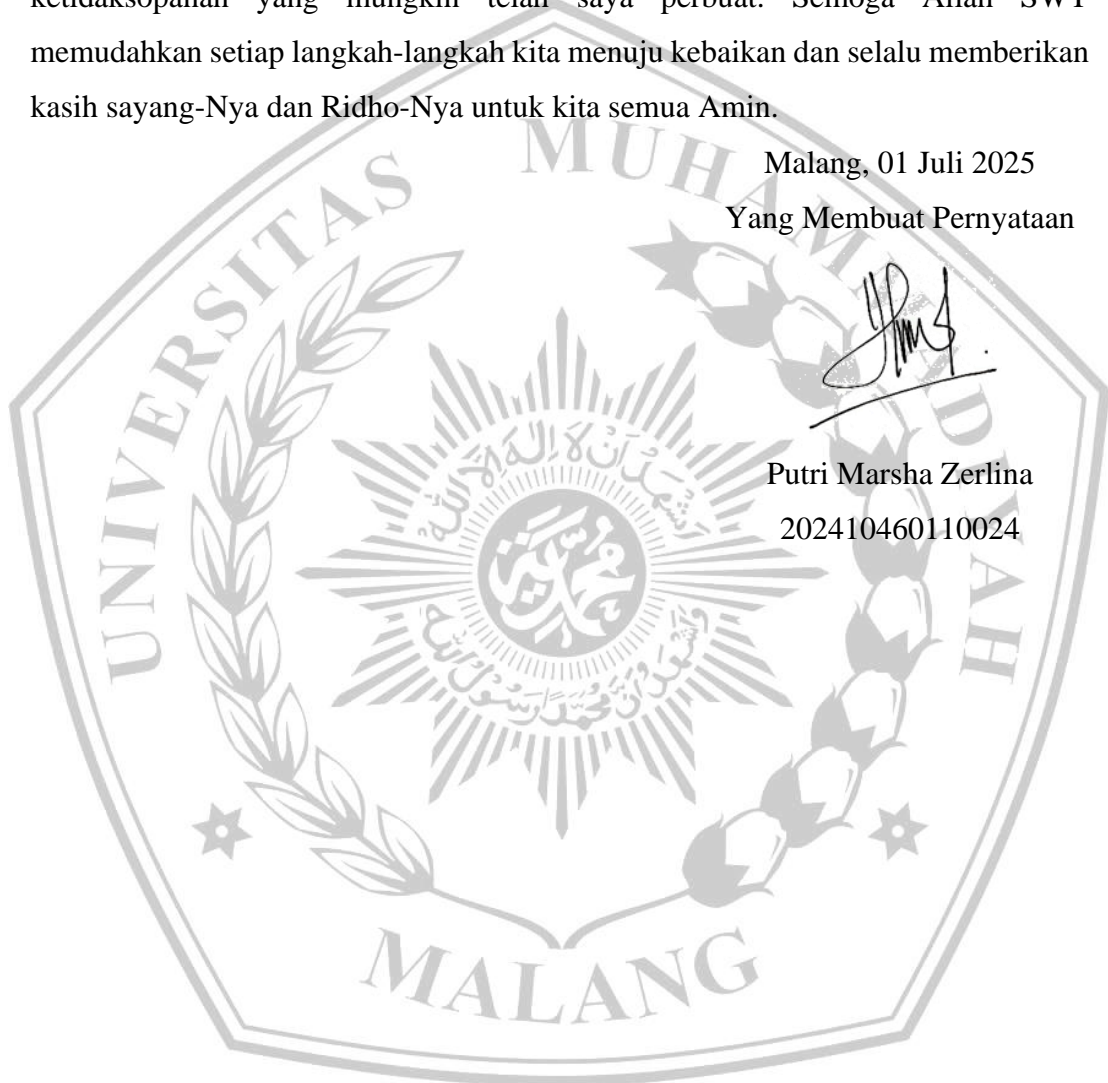 ketidaksopanan yang mungkin telah saya perbuat. Semoga Allah SWT
memudahkan setiap langkah-langkah kita menuju kebaikan dan selalu memberikan
kasih sayang-Nya dan Ridho-Nya untuk kita semua Amin.
Malang, 01 Juli 2025
Yang Membuat Pernyataan
Putri Marsha Zerlina
202410460110024
UNIVERSITAS MUHAMMADIYAH
MALANG